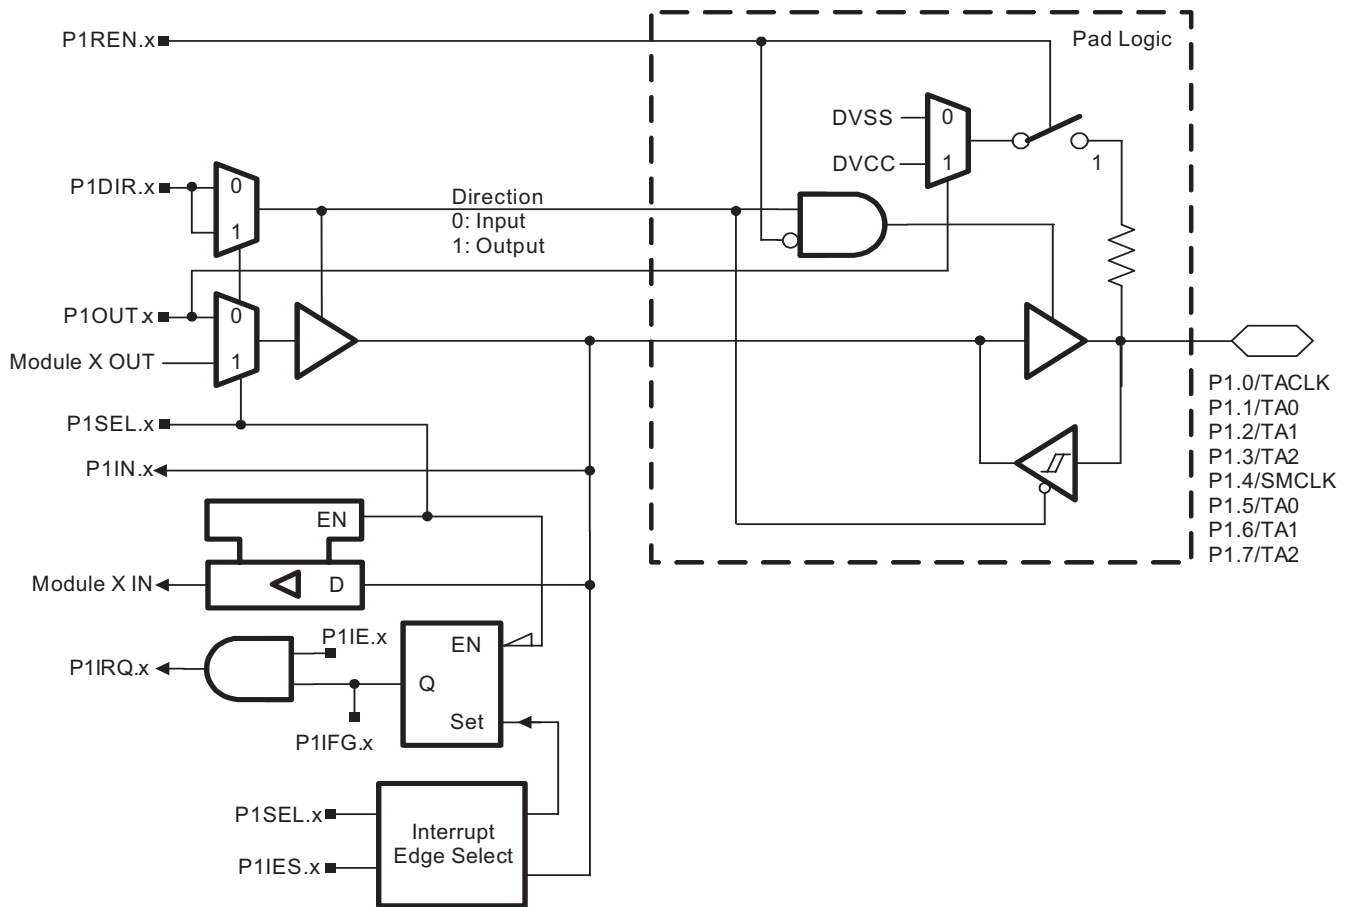 P1REN.x
Pad Logic
DVSS
0
DVCC
1
1
P1DIR.x
0
1
Direction
0: Input
1: Output
P1OUT.x
0
Module X OUT
1
P1SEL.x
P1IN.x
P1.0/TACLK
P1.1/TA0
P1.2/TA1
P1.3/TA2
P1.4/SMCLK
P1.5/TA0
P1.6/TA1
P1.7/TA2
EN
Module X IN
D
P1IE.x
EN
P1IRQ.x
Q
Set
P1IFG.x
P1SEL.x
Interrupt
Edge Select
P1IES.x